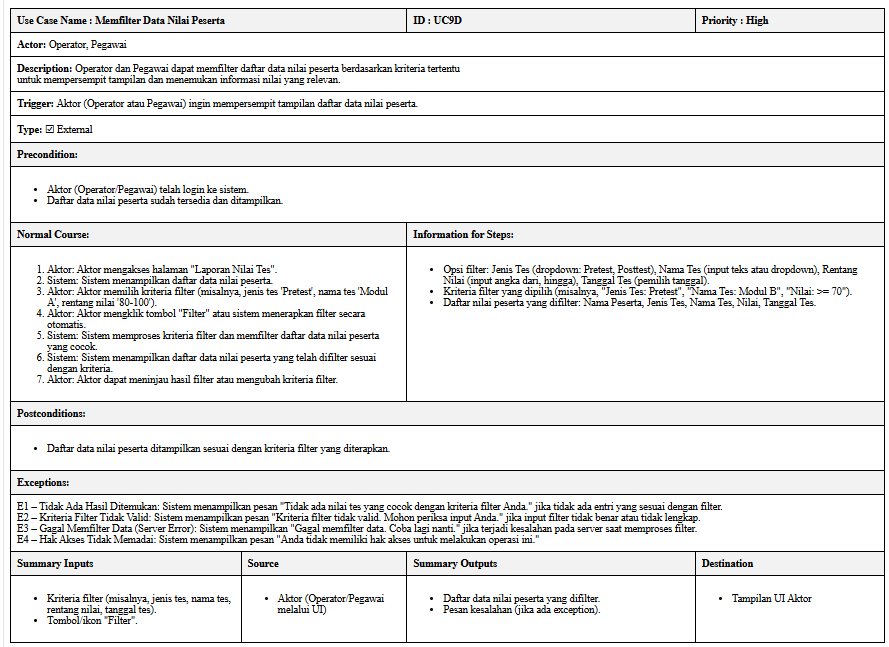 Use Case Name : Memfilter Data Nilai Peserta
ID : UC9D
Priority : High
Actor: Operator, Pegawai
Description: Operator dan Pegawai dapat memfilter daftar data nilai peserta berdasarkan kriteria tertentu
untuk mempersempit tampilan dan menemukan informasi nilai yang relevan.
Trigger: Aktor (Operator atau Pegawai) ingin mempersempit tampilan daftar data nilai peserta.
Type: ☑ External
Precondition:
• Aktor (Operator/Pegawai) telah login ke sistem.
• Daftar data nilai peserta sudah tersedia dan ditampilkan.
Normal Course:
1. Aktor: Aktor mengakses halaman "Laporan Nilai Tes".
2. Sistem: Sistem menampilkan daftar data nilai peserta.
3. Aktor: Aktor memilih kriteria filter (misalnya, jenis tes 'Pretest', nama tes 'Modul
A', rentang nilai '80-100').
4. Aktor: Aktor mengklik tombol "Filter" atau sistem menerapkan filter secara
otomatis.
5. Sistem: Sistem memproses kriteria filter dan memfilter daftar data nilai peserta
yang cocok.
6. Sistem: Sistem menampilkan daftar data nilai peserta yang telah difilter sesuai
dengan kriteria.
7. Aktor: Aktor dapat meninjau hasil filter atau mengubah kriteria filter.
Information for Steps:
• Opsi filter: Jenis Tes (dropdown: Pretest, Posttest), Nama Tes (input teks atau dropdown), Rentang
Nilai (input angka dari, hingga), Tanggal Tes (pemilih tanggal).
• Kriteria filter yang dipilih (misalnya, "Jenis Tes: Pretest", "Nama Tes: Modul B", "Nilai: >= 70").
• Daftar nilai peserta yang difilter: Nama Peserta, Jenis Tes, Nama Tes, Nilai, Tanggal Tes.
Postconditions:
• Daftar data nilai peserta ditampilkan sesuai dengan kriteria filter yang diterapkan.
Exceptions:
E1 – Tidak Ada Hasil Ditemukan: Sistem menampilkan pesan "Tidak ada nilai tes yang cocok dengan kriteria filter Anda." jika tidak ada entri yang sesuai dengan filter.
E2 – Kriteria Filter Tidak Valid: Sistem menampilkan pesan "Kriteria filter tidak valid. Mohon periksa input Anda." jika input filter tidak benar atau tidak lengkap.
E3 – Gagal Memfilter Data (Server Error): Sistem menampilkan "Gagal memfilter data. Coba lagi nanti." jika terjadi kesalahan pada server saat memproses filter.
E4 – Hak Akses Tidak Memadai: Sistem menampilkan pesan "Anda tidak memiliki hak akses untuk melakukan operasi ini."
Summary Inputs
• Kriteria filter (misalnya, jenis tes, nama tes,
rentang nilai, tanggal tes).
• Tombol/ikon "Filter".
Source
• Aktor (Operator/Pegawai
melalui UI)
Summary Outputs
• Daftar data nilai peserta yang difilter.
• Pesan kesalahan (jika ada exception).
Destination
• Tampilan UI Aktor